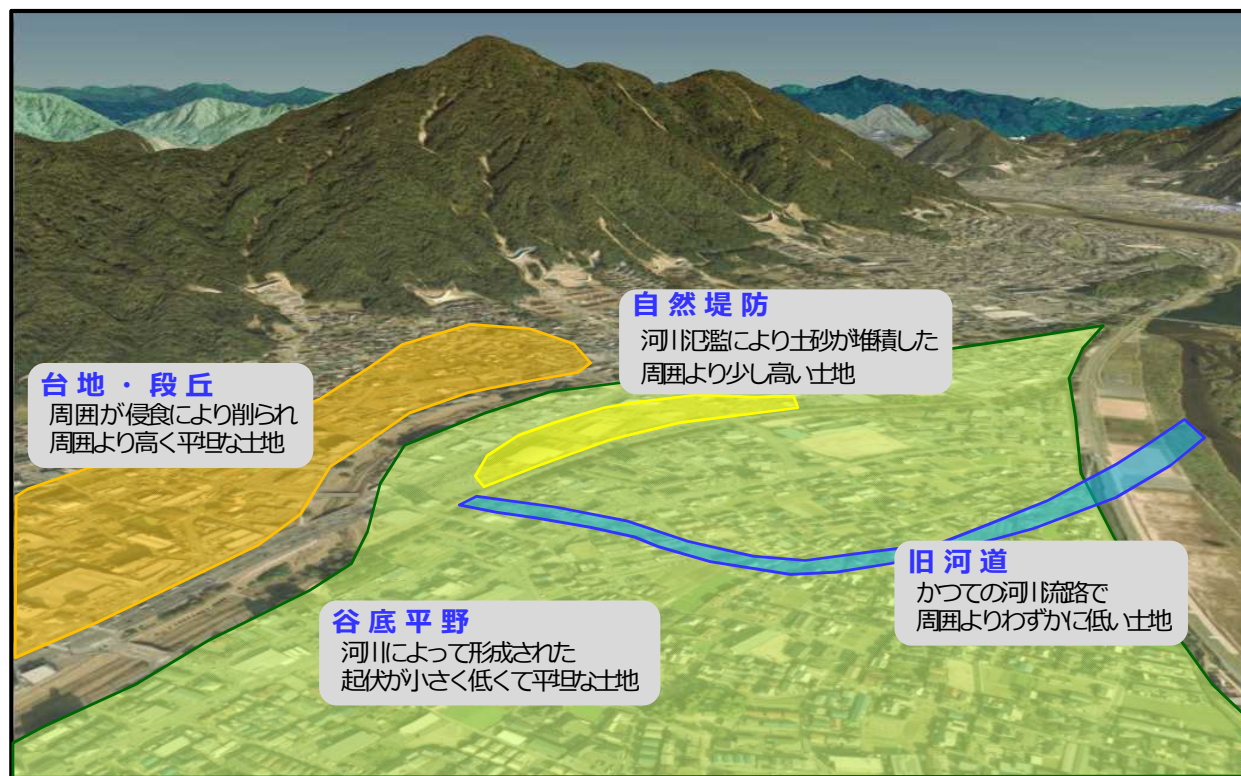 自然堤防
河川氾濫により土砂が堆積した
周囲より少し高い土地
台地・段丘
周囲が侵食により削られ
周囲より高く平坦な土地
旧河道
かつての河川流路で
周囲よりわずかに低い土地
谷底平野
河川によって形成された
起伏が小さく低くて平坦な土地